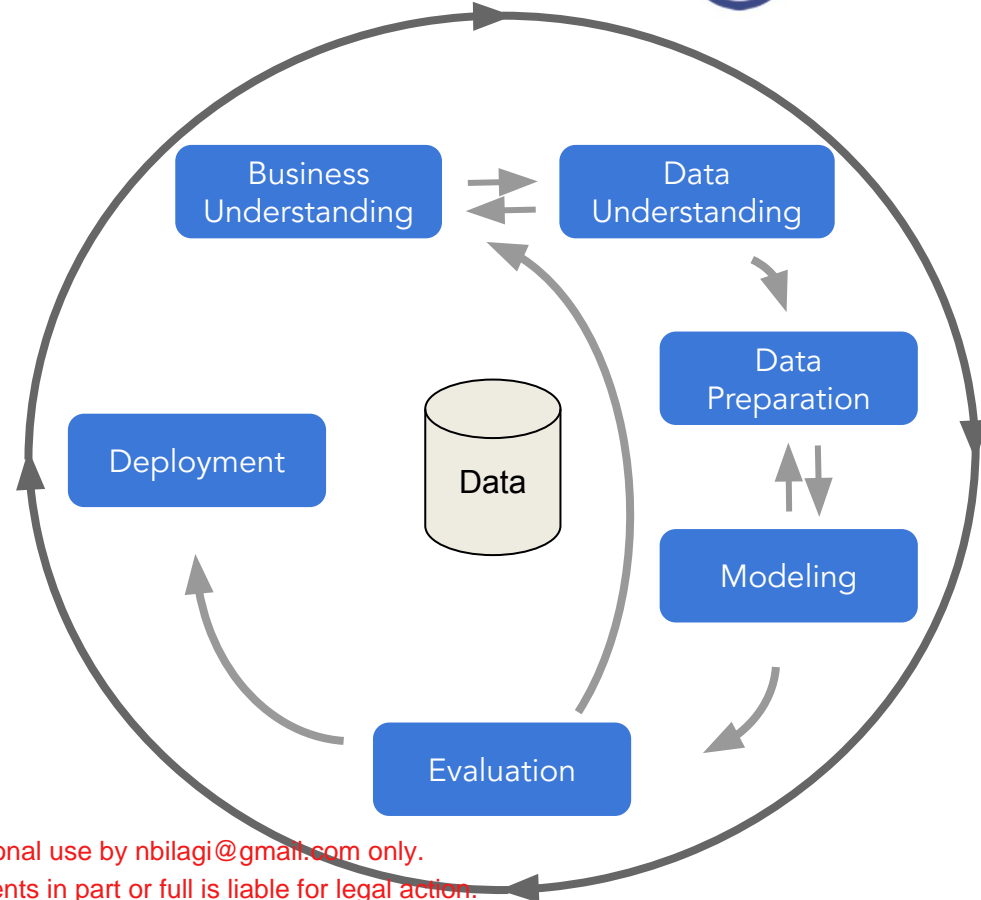 Business
Understanding
Data
Understanding
Data
Preparation
Deployment
Data
Modeling
Evaluation
onal use by nbilagi@gmail.com only.
ents in part or full is liable for legal action.